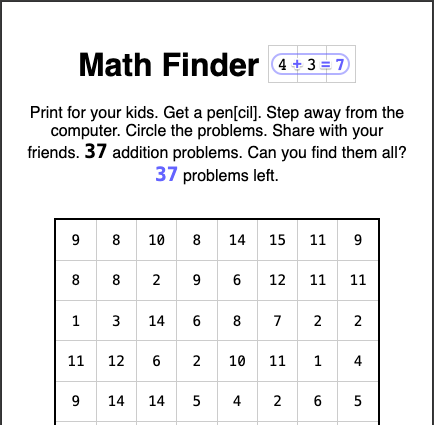 Math Finder 4 + 3 = 7
Print for your kids. Get a pen[cil]. Step away from the
computer. Circle the problems. Share with your
friends. 37 addition problems. Can you find them all?
37 problems left.
9 8 10 8 14 15 11 9
8 8 2 9 6 12 11 11
1 3 14 6 8 7 2 2
11 12 6 2 10 11 1 4
9 14 14 5 4 2 6 5